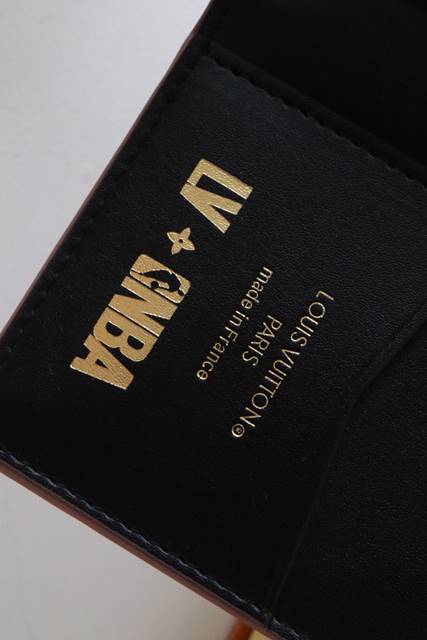 LV NBA
LOUIS VUITTON®
PARIS
made in France